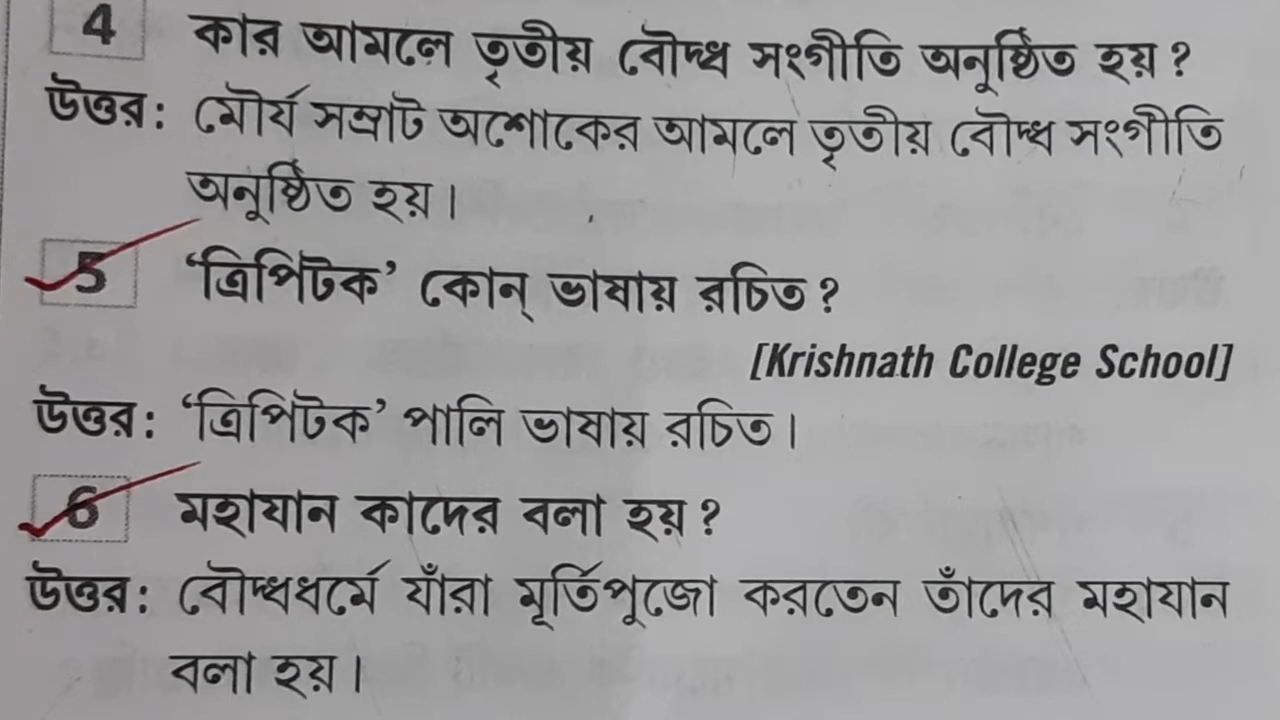 4 কার আমলে তৃতীয় বৌদ্ধ সংগীতি অনুষ্ঠিত হয়?
উত্তর: মৌর্য সম্রাট অশোকের আমলে তৃতীয় বৌদ্ধ সংগীতি
অনুষ্ঠিত হয়।
5 ‘ত্রিপিটক’ কোন্ ভাষায় রচিত?
[Krishnath College School]
উত্তর: ‘ত্রিপিটক’ পালি ভাষায় রচিত।
6 মহাযান কাদের বলা হয়?
উত্তর: বৌদ্ধধর্মে যাঁরা মূর্তিপুজো করতেন তাঁদের মহাযান
বলা হয়।